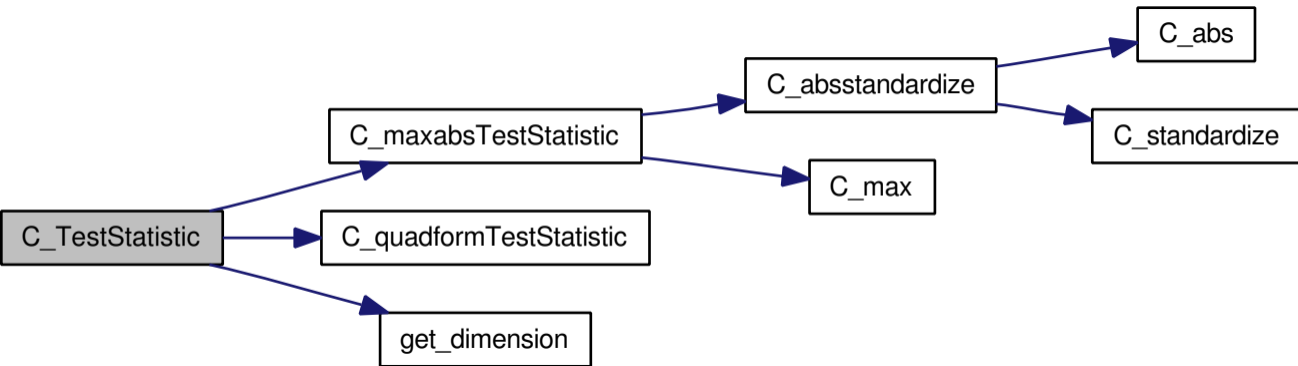 C_abs
C_absstandardize
C_maxabsTestStatistic
C_standardize
C_max
C_TestStatistic
C_quadformTestStatistic
get_dimension